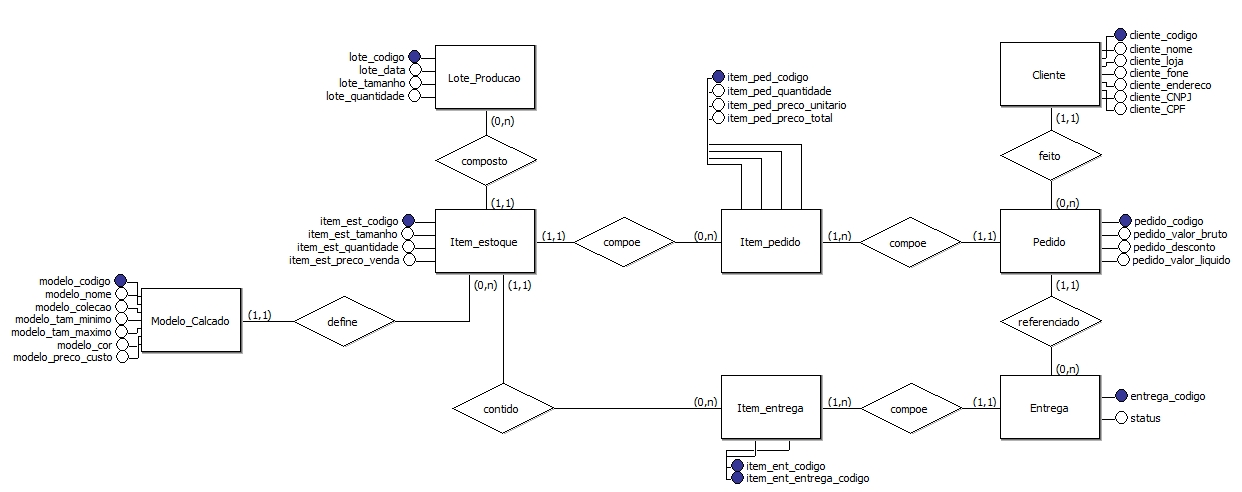 lote_codigo
lote_data
lote_tamanho
lote_quantidade
Lote_Producao
(0,n)
composto
(1,1)
item_ped_codigo
item_ped_quantidade
item_ped_preco_unitario
item_ped_preco_total
Cliente
cliente_codigo
cliente_nome
cliente_loja
cliente_fone
cliente_endereco
cliente_CNPJ
cliente_CPF
(1,1)
feito
(0,n)
item_est_codigo
item_est_tamanho
item_est_quantidade
item_est_preco_venda
Item_estoque
(1,1)
compoe
(0,n)
Item_pedido
(1,n)
compoe
(1,1)
Pedido
pedido_codigo
pedido_valor_bruto
pedido_desconto
pedido_valor_liquido
modelo_codigo
modelo_nome
modelo_colecao
modelo_tam_minimo
modelo_tam_maximo
modelo_cor
modelo_preco_custo
Modelo_Calcado
(1,1)
define
(0,n)
(1,1)
(1,1)
referenciado
(0,n)
contido
(0,n)
Item_entrega
(1,n)
compoe
(1,1)
Entrega
entrega_codigo
status
item_ent_codigo
item_ent_entrega_codigo